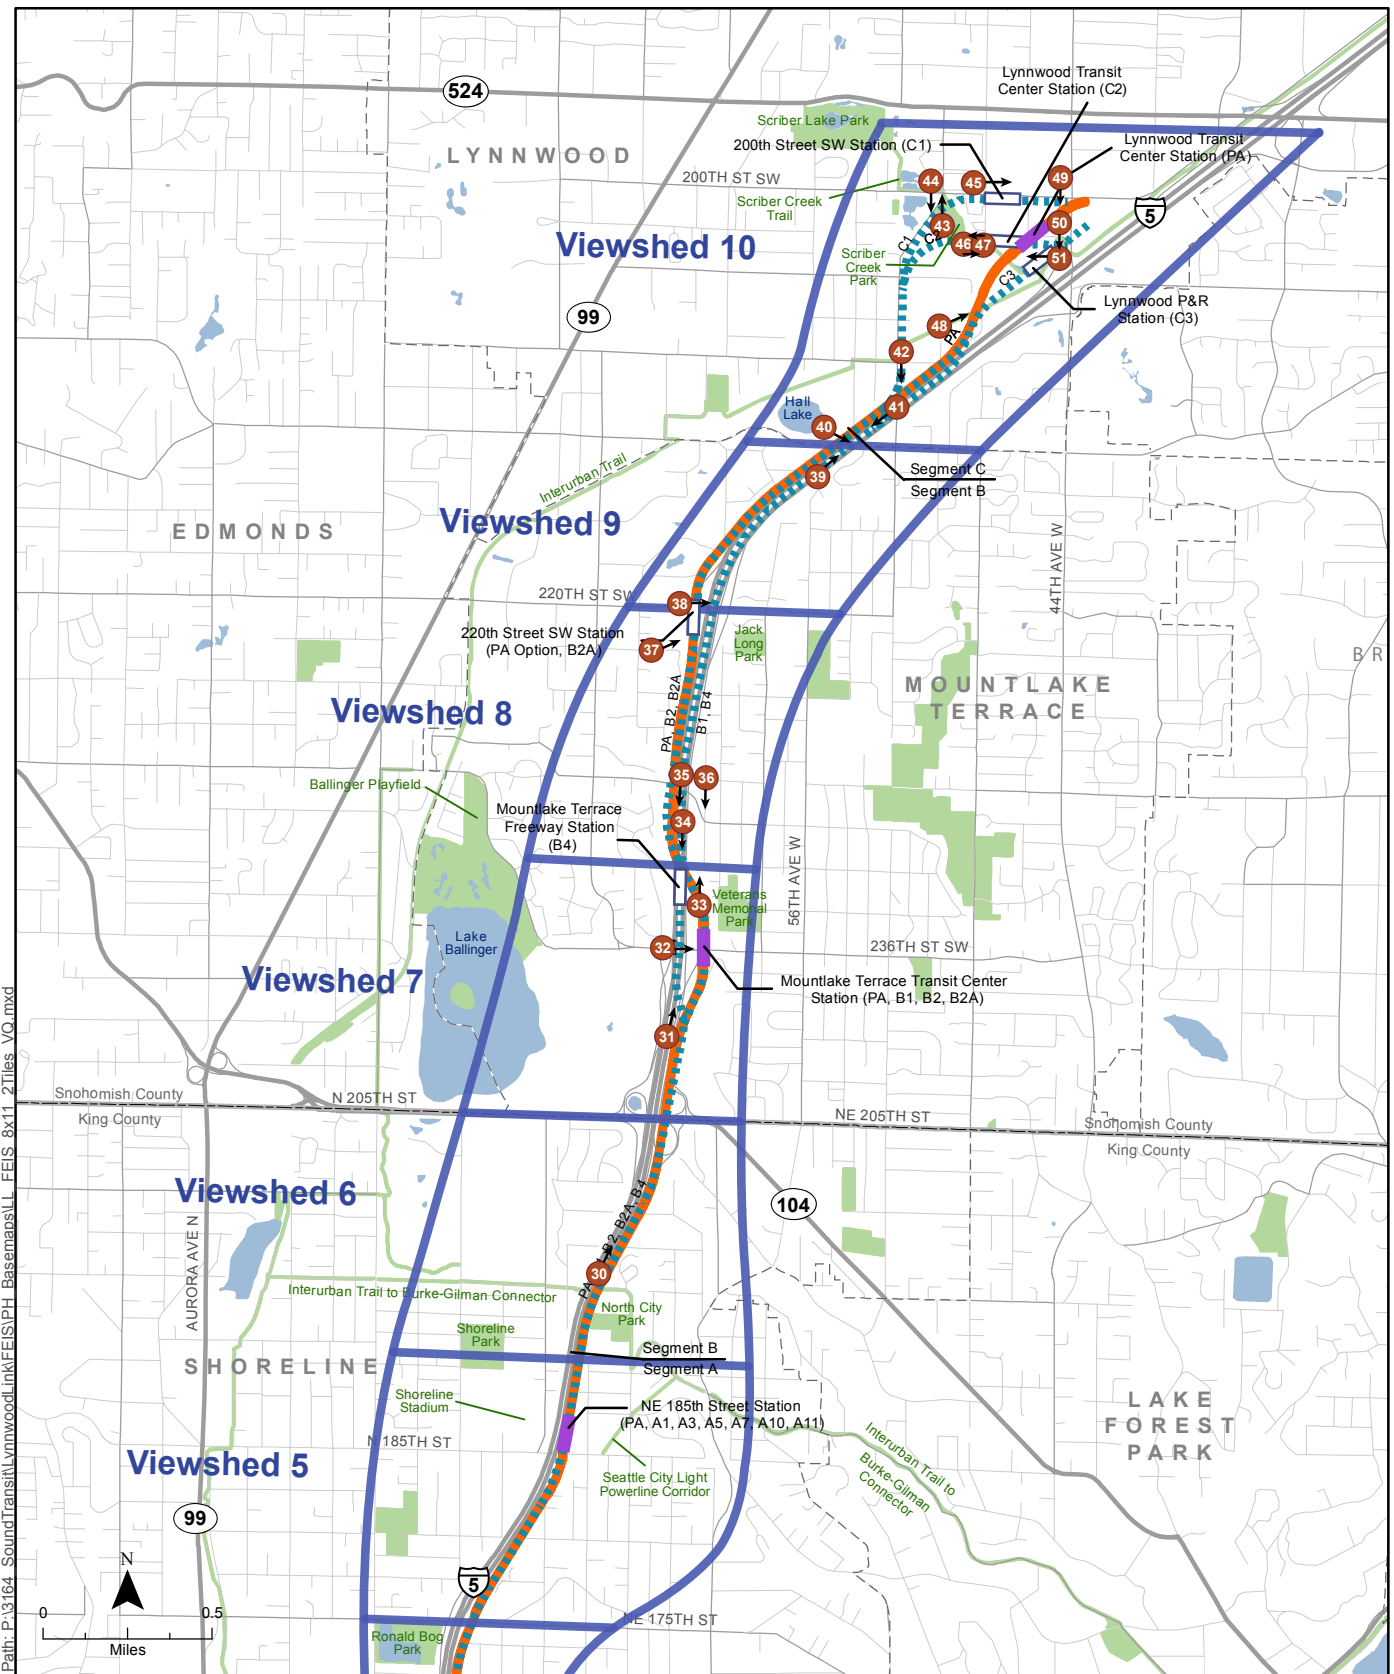 524
LYNNWOOD
Scriber Lake Park
Lynnwood Transit
Center Station (C2)
200th Street SW Station (C1)
Lynnwood Transit
Center Station (PA)
200TH ST SW
Scriber Creek
Trail
44
45
49
5
Viewshed 10
43
50
C1
C2
46
47
51
Scriber
Creek
Park
C3
Lynnwood P&R
Station (C3)
99
48
PA
42
Hall
Lake
41
40
39
Segment C
Segment B
Interurban Trail
Viewshed 9
EDMONDS
44TH AVE W
220TH ST SW
38
220th Street SW Station
(PA Option, B2A)
37
Jack
Long
Park
BR
MOUNTLAKE
TERRACE
PA, B2, B2A
B1, B4
Viewshed 8
Ballinger Playfield
35
36
Mountlake Terrace
Freeway Station
(B4)
34
56TH AVE W
33
Veterans
Memorial
Park
Lake
Ballinger
32
236TH ST SW
Viewshed 7
Mountlake Terrace Transit Center
Station (PA, B1, B2, B2A)
31
Snohomish County
King County
N 205TH ST
NE 205TH ST
Snohomish County
King County
Viewshed 6
104
AURORA AVE N
30
Interurban Trail to Burke-Gilman Connector
North City
Park
Shoreline
Park
Segment B
Segment A
SHORELINE
Shoreline
Stadium
NE 185th Street Station
(PA, A1, A3, A5, A7, A10, A11)
LAKE
FOREST
PARK
N 185TH ST
Viewshed 5
Seattle City Light
Powerline Corridor
Interurban Trail to
Burke-Gilman
Connector
99
N
5
0
0.5
Miles
NE 175TH ST
Ronald Bog
Park
Path: P:\3164_SoundTransit\LynnwoodLink\FEIS\PH_Basemaps\LL_FEIS_8x11_2Tiles_VQ.mxd